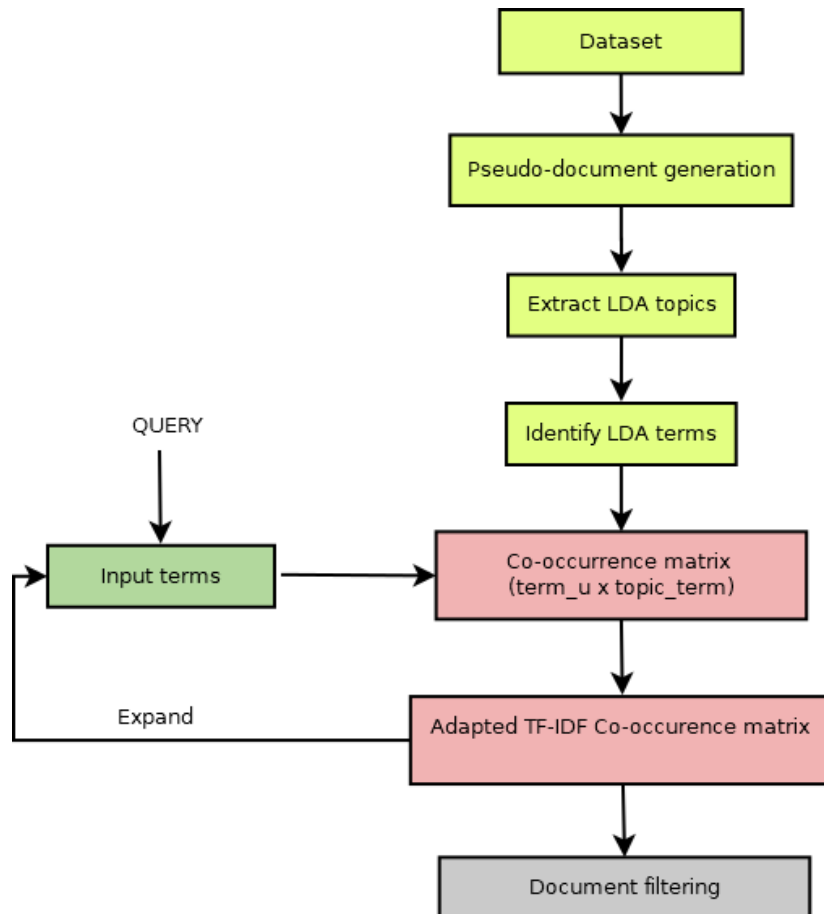 Dataset
Pseudo-document generation
Extract LDA topics
Identify LDA terms
QUERY
Input terms
Co-occurrence matrix
(term_u x topic_term)
Expand
Adapted TF-IDF Co-occurence matrix
Document filtering